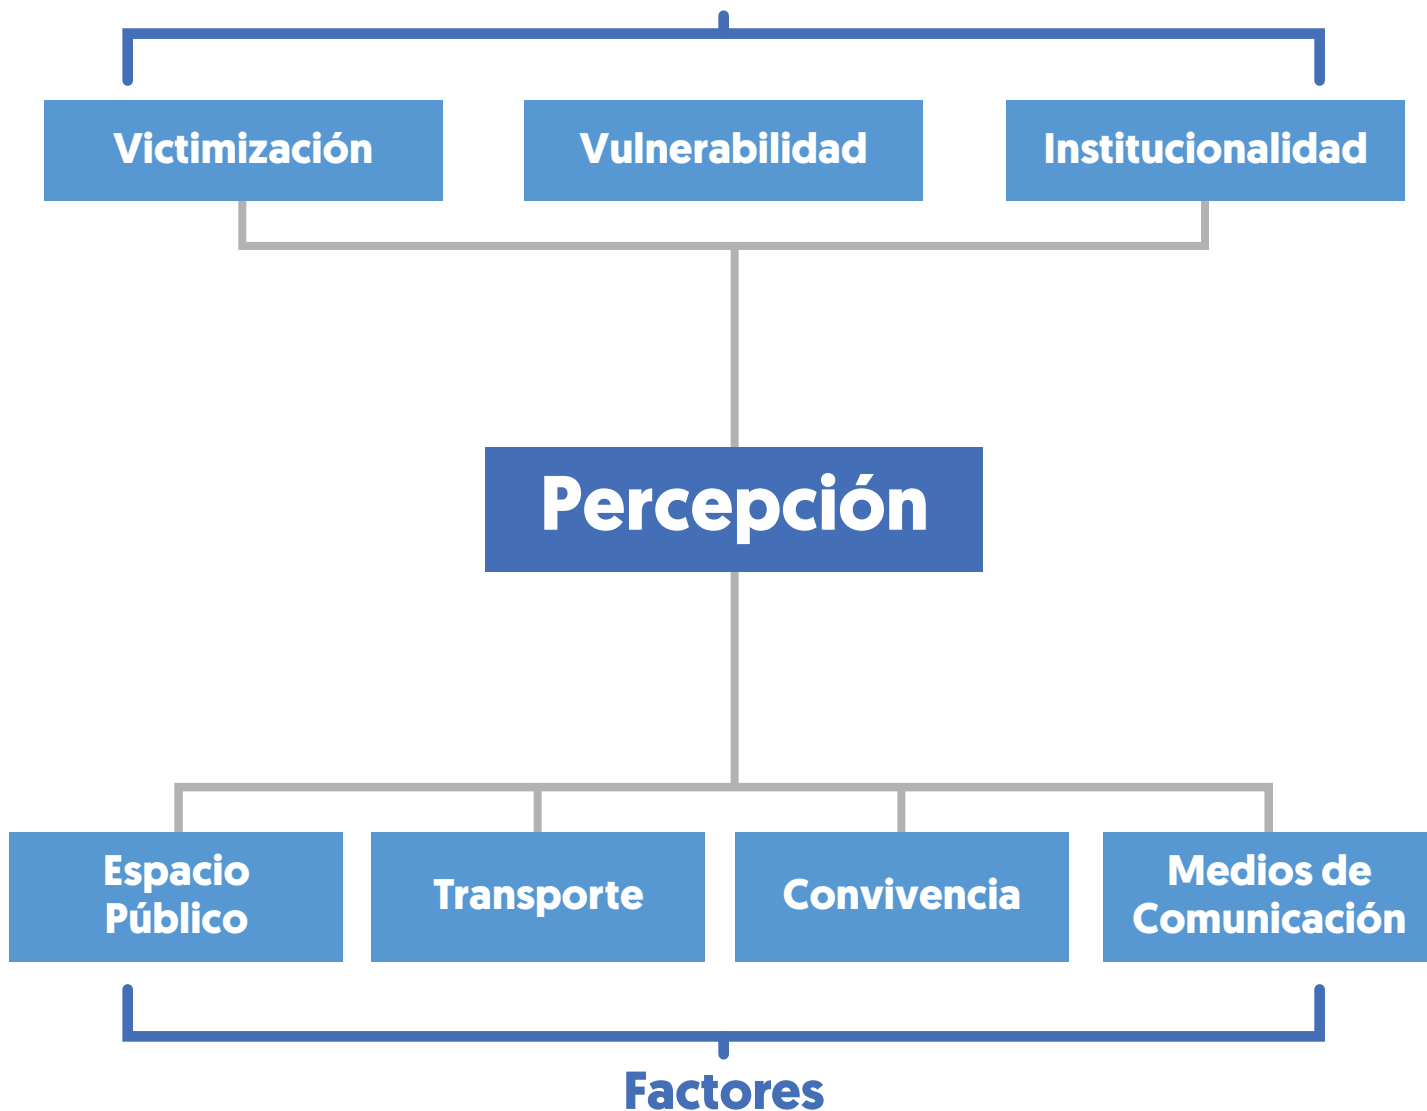 Victimización
Vulnerabilidad
Institucionalidad
Percepción
Espacio
Público
Transporte
Convivencia
Medios de
Comunicación
Factores